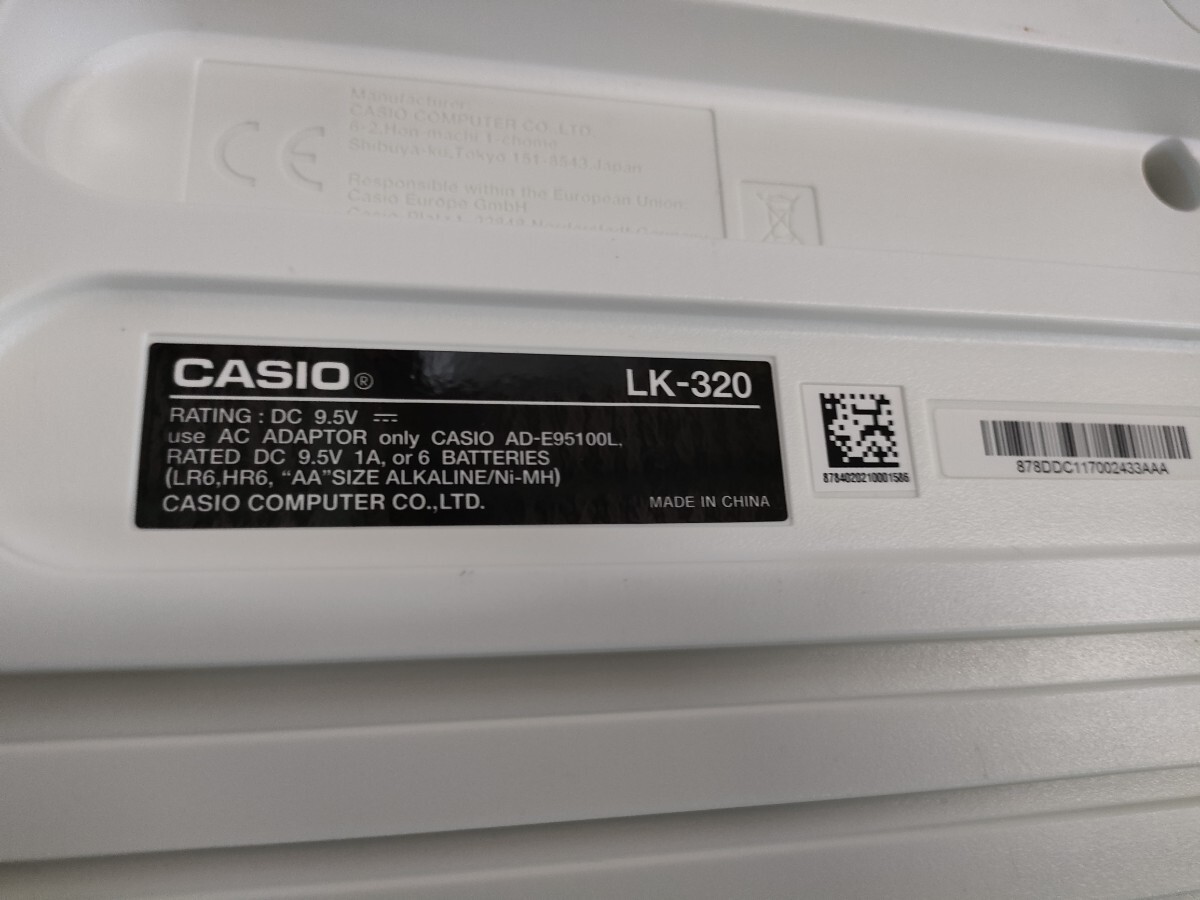 CE
Manufacturer:
CASIO COMPUTER CO.,LTD.
6-2,Hon-machi 1-chome
Shibuya-ku,Tokyo 151-8543,Japan
Responsible within the European Union:
Casio Europe GmbH
CASIO®
LK-320
RATING : DC 9.5V ⎓
use AC ADAPTOR only CASIO AD-E95100L,
RATED DC 9.5V 1A, or 6 BATTERIES
(LR6,HR6, “AA”SIZE ALKALINE/Ni-MH)
CASIO COMPUTER CO.,LTD.
MADE IN CHINA
8784020210001586
878DDC117002433AAA